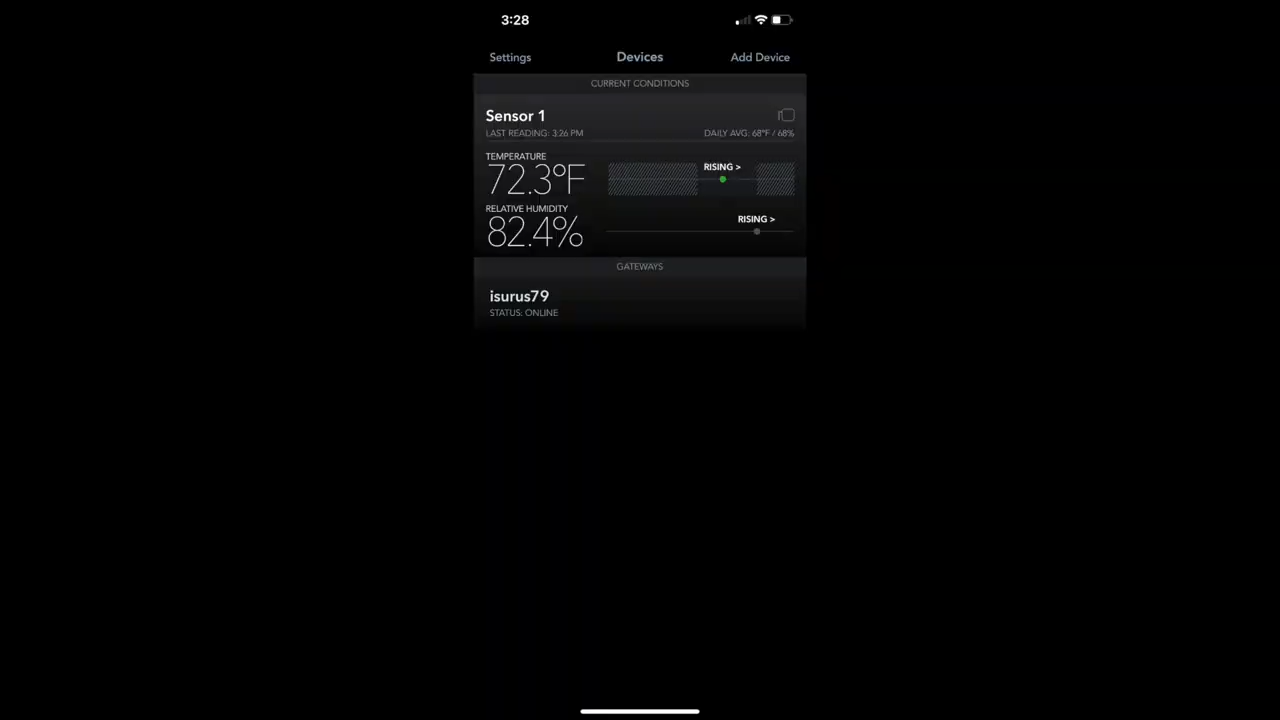 3:28
Settings
Devices
Add Device
CURRENT CONDITIONS
Sensor 1
LAST READING: 3:26 PM
DAILY AVG: 68°F / 68%
TEMPERATURE
72.3°F
RISING >
RELATIVE HUMIDITY
82.4%
RISING >
GATEWAYS
isurus79
STATUS: ONLINE